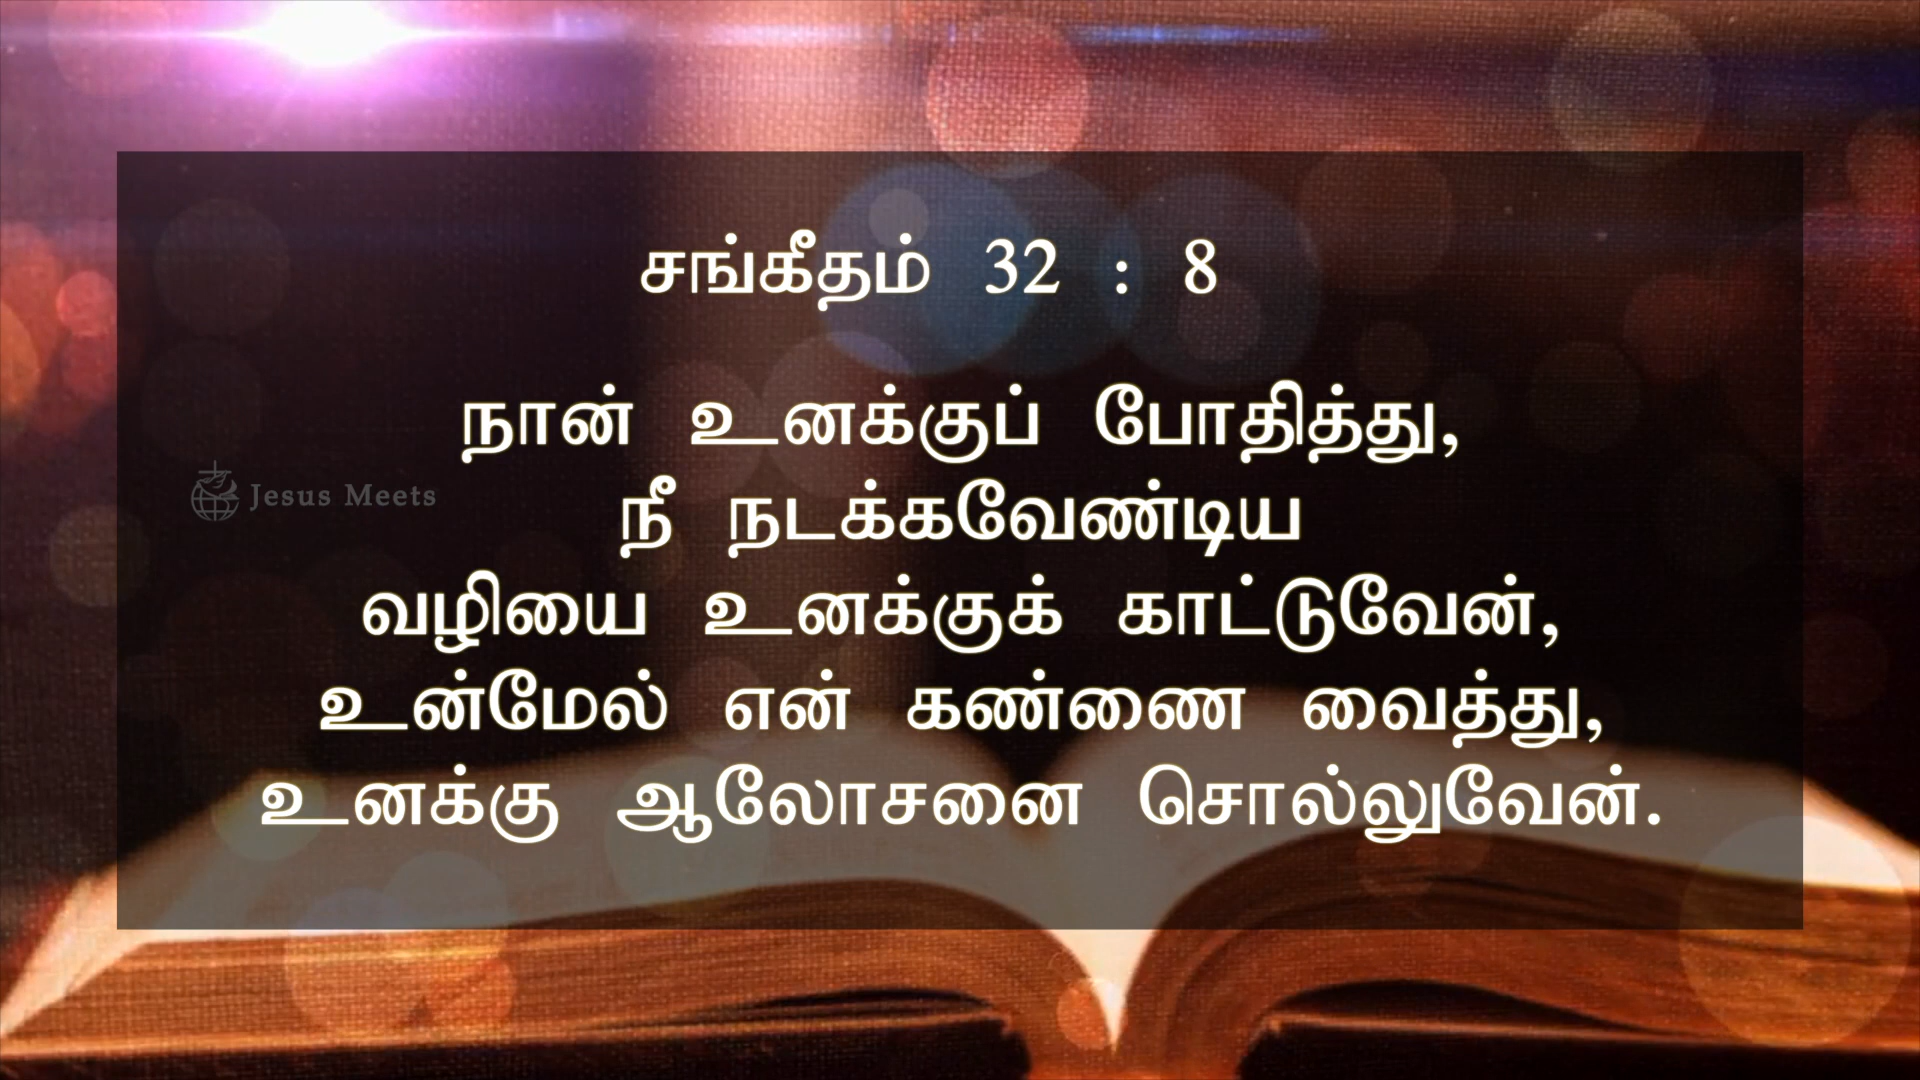 சங்கீதம் 32 : 8
நான் உனக்குப் போதித்து,
நீ நடக்கவேண்டிய
Jesus Meets
வழியை உனக்குக் காட்டுவேன்,
உன்மேல் என் கண்ணை வைத்து,
உனக்கு ஆலோசனை சொல்லுவேன்.